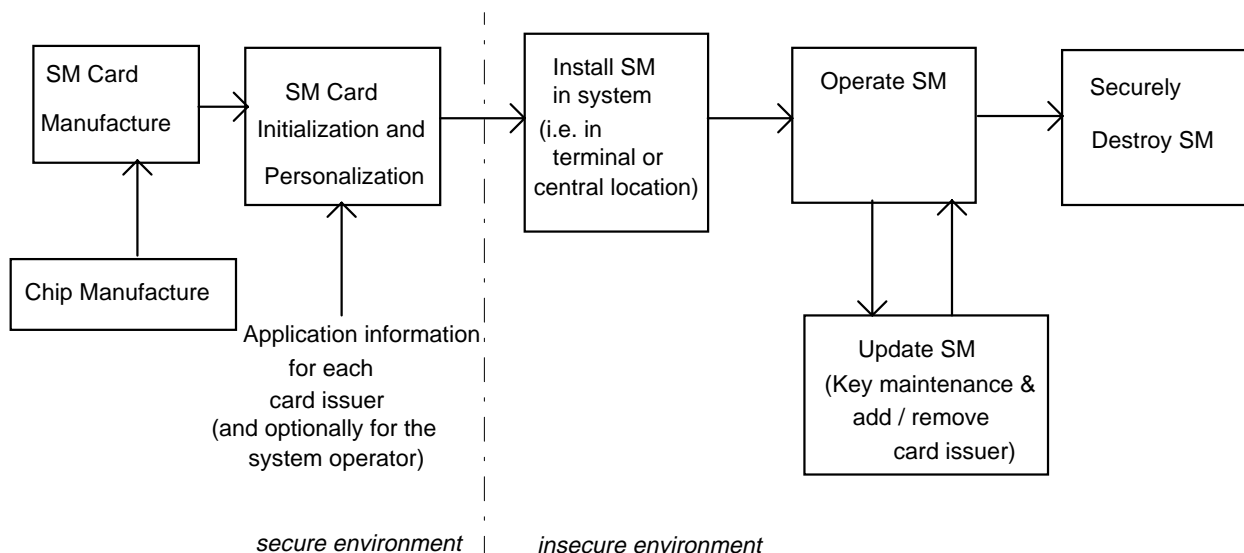 SM Card
Manufacture
Chip Manufacture
SM Card
Initialization and
Personalization
Application information
for each
card issuer
(and optionally for the
system operator)
Install SM
in system
(i.e. in
terminal or
central location)
Operate SM
Update SM
(Key maintenance &
add / remove
card issuer)
Securely
Destroy SM
secure environment
insecure environment